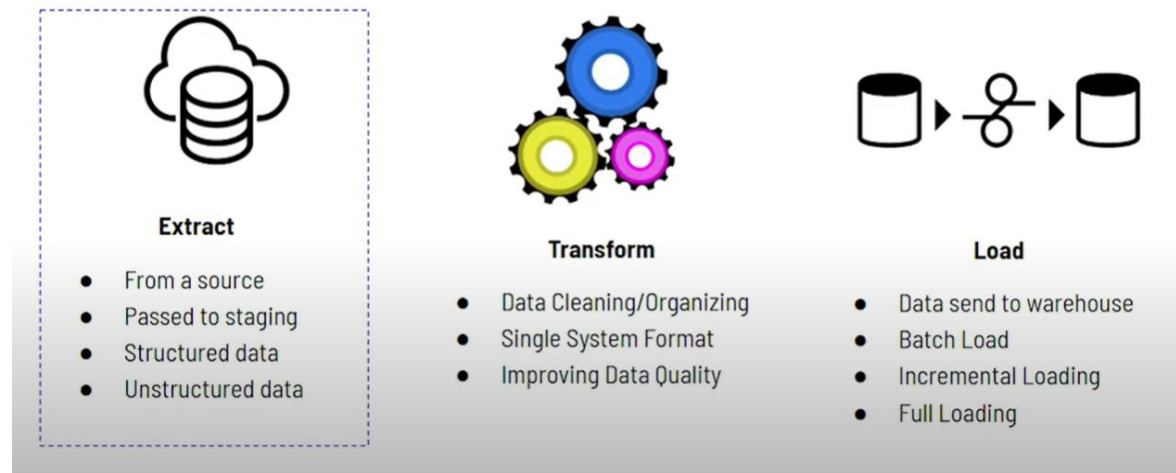 Extract
From a source
Passed to staging
Structured data
Unstructured data
Transform
Data Cleaning/Organizing
Single System Format
Improving Data Quality
Load
Data send to warehouse
Batch Load
Incremental Loading
Full Loading